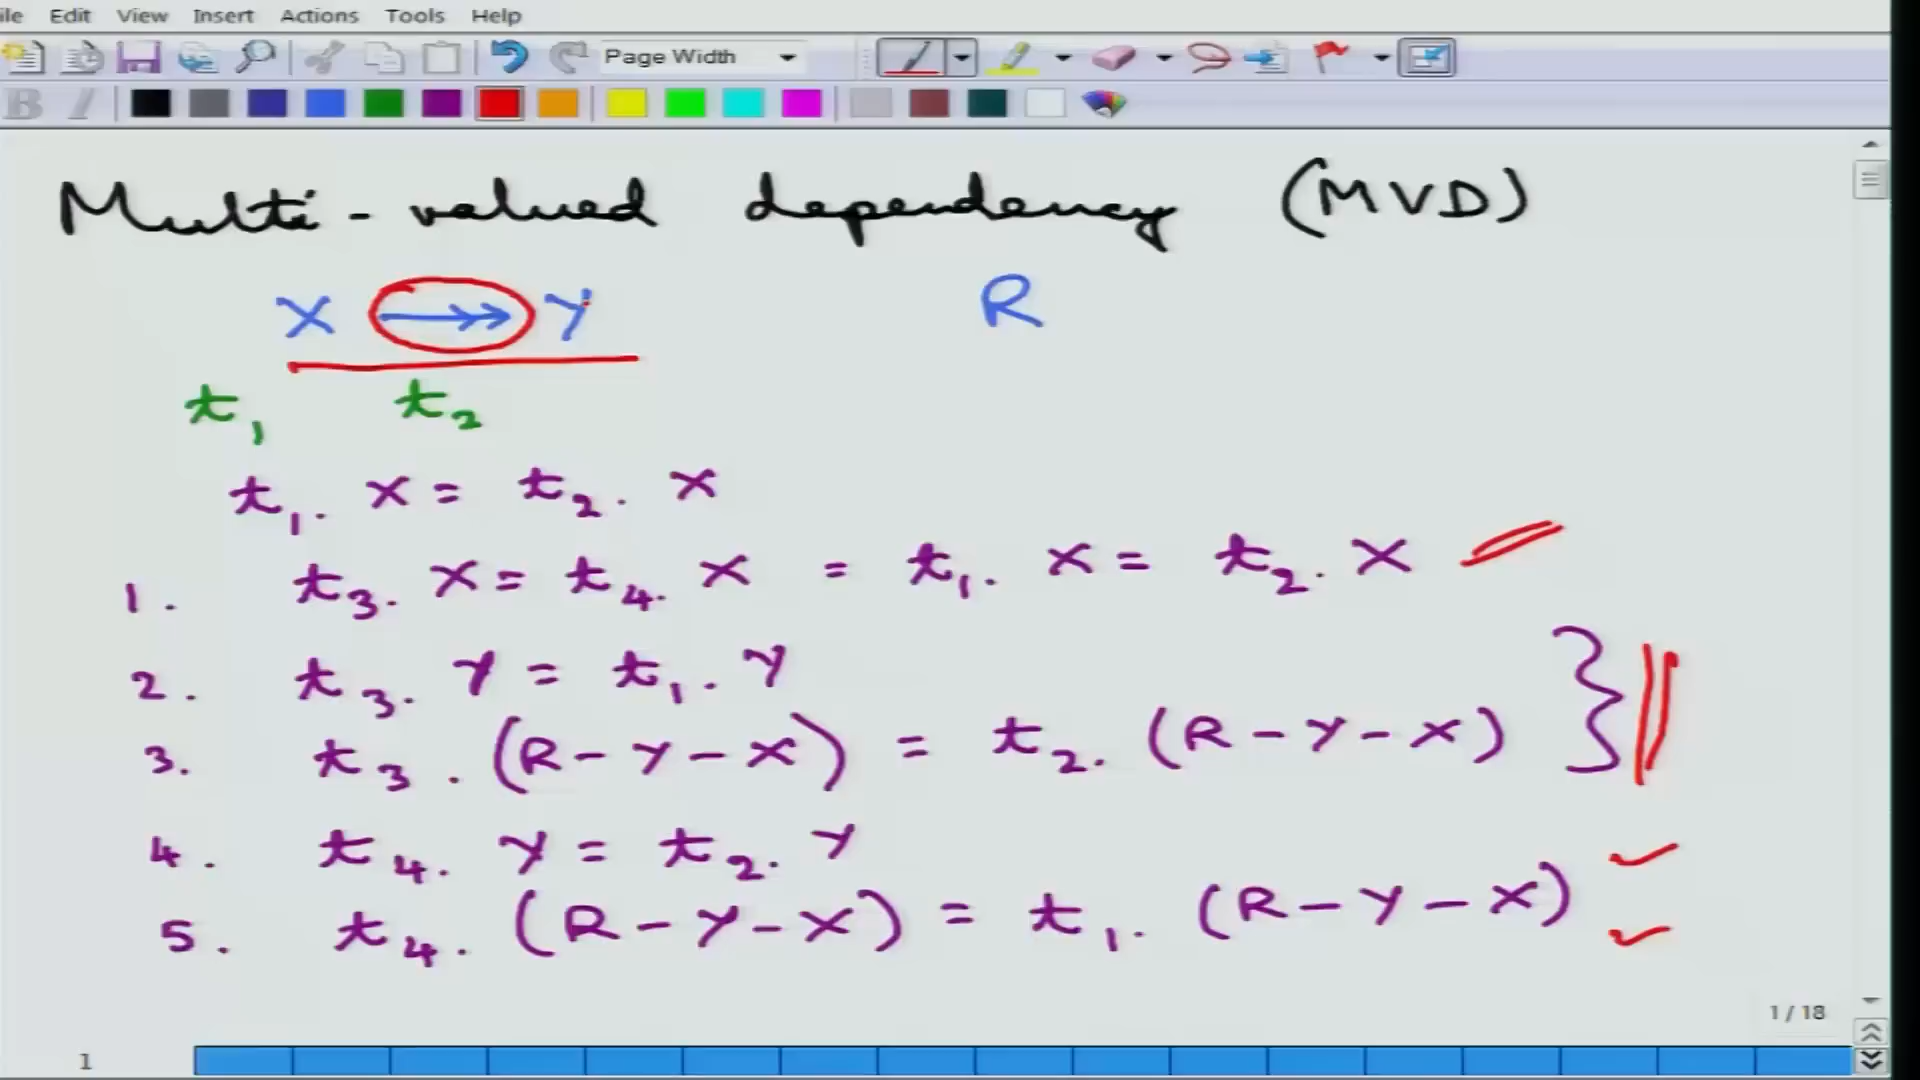 ile Edit View Insert Actions Tools Help
Page Width
B I
Multi-valued dependency (MVD)
X →→ Y R
t₁ t₂
t₁. X = t₂. X
1. t₃. X = t₄. X = t₁. X = t₂. X
2. t₃. Y = t₁. Y
3. t₃. (R - Y - X) = t₂. (R - Y - X)
4. t₄. Y = t₂. Y
5. t₄. (R - Y - X) = t₁. (R - Y - X)
1 / 18
1